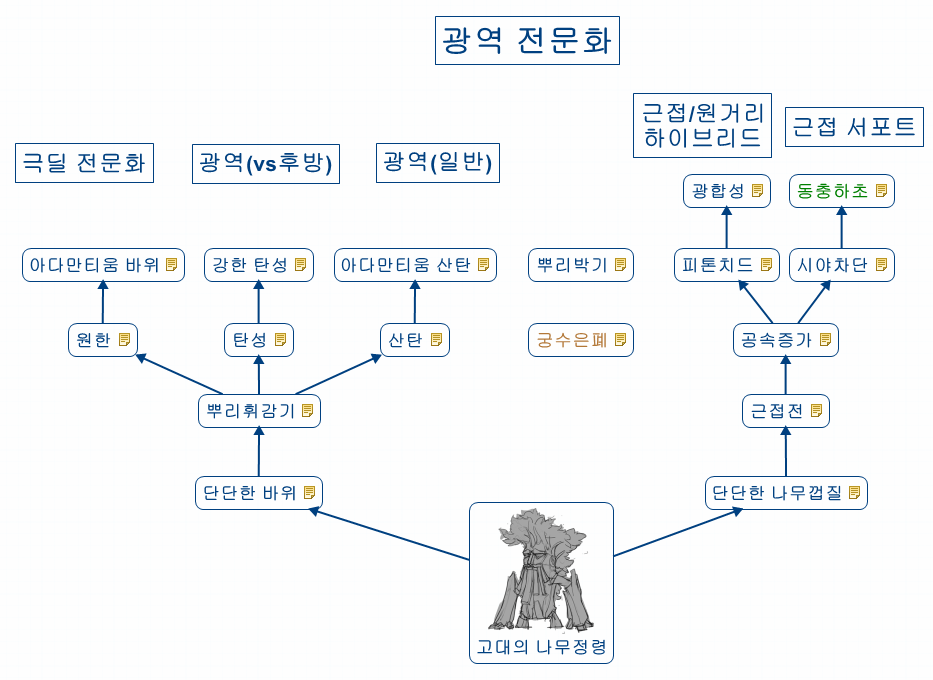 광역 전문화
근접/원거리
하이브리드
근접 서포트
극딜 전문화
광역(vs후방)
광역(일반)
광합성
동충하초
아다만티움 바위
강한 탄성
아다만티움 산탄
뿌리박기
피톤치드
시야차단
원한
탄성
산탄
궁수은폐
공속증가
뿌리휘감기
근접전
단단한 바위
단단한 나무껍질
고대의 나무정령